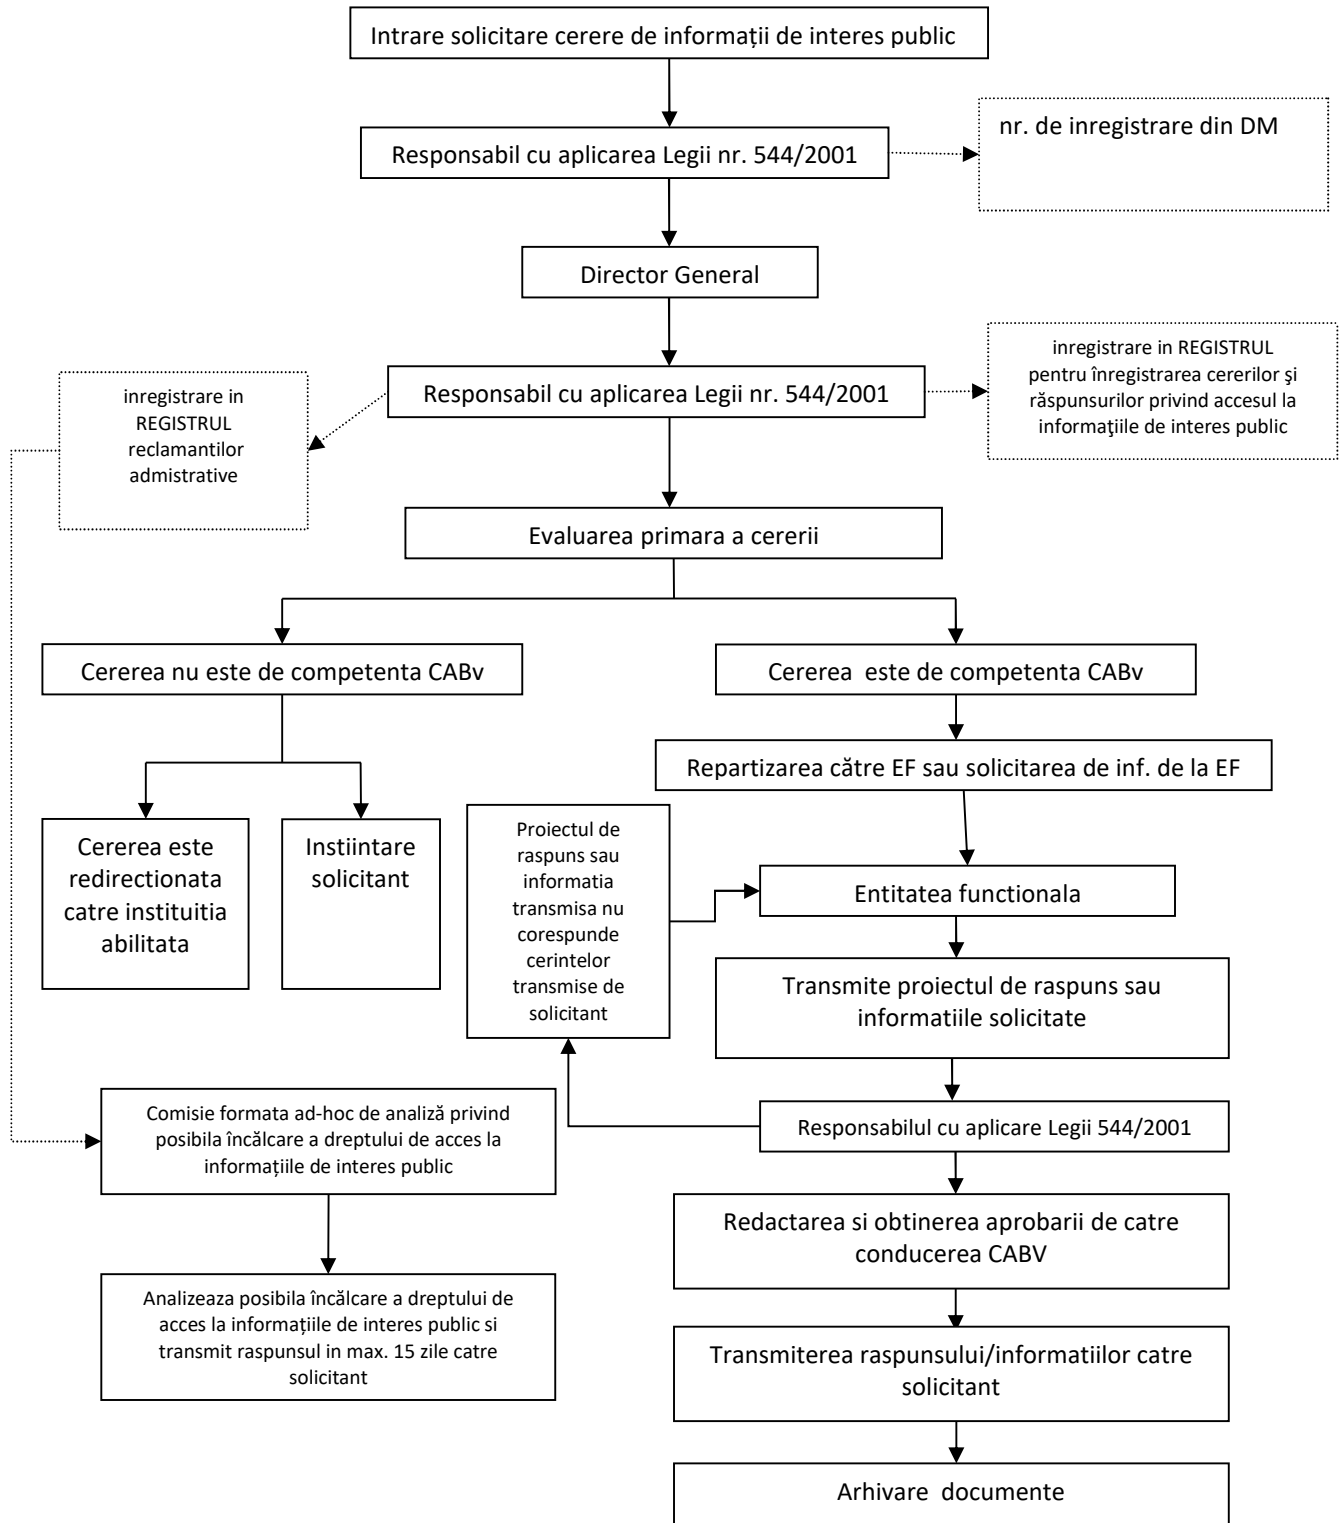 Intrare solicitare cerere de informații de interes public
nr. de inregistrare din DM
Responsabil cu aplicarea Legii nr. 544/2001
Director General
inregistrare in REGISTRUL
pentru înregistrarea cererilor şi
răspunsurilor privind accesul la
informaţiile de interes public
Responsabil cu aplicarea Legii nr. 544/2001
inregistrare in
REGISTRUL
reclamantilor
admistrative
Evaluarea primara a cererii
Cererea nu este de competenta CABv
Cererea  este de competenta CABv
Repartizarea către EF sau solicitarea de inf. de la EF
Cererea este
redirectionata
catre instituitia
abilitata
Instiintare
solicitant
Proiectul de
raspuns sau
informatia
transmisa nu
corespunde
cerintelor
transmise de
solicitant
Entitatea functionala
Transmite proiectul de raspuns sau
informatiile solicitate
Comisie formata ad-hoc de analiză privind
posibila încălcare a dreptului de acces la
informațiile de interes public
Responsabilul cu aplicare Legii 544/2001
Redactarea si obtinerea aprobarii de catre
conducerea CABV
Analizeaza posibila încălcare a dreptului de
acces la informațiile de interes public si
transmit raspunsul in max. 15 zile catre
solicitant
Transmiterea raspunsului/informatiilor catre
solicitant
Arhivare  documente